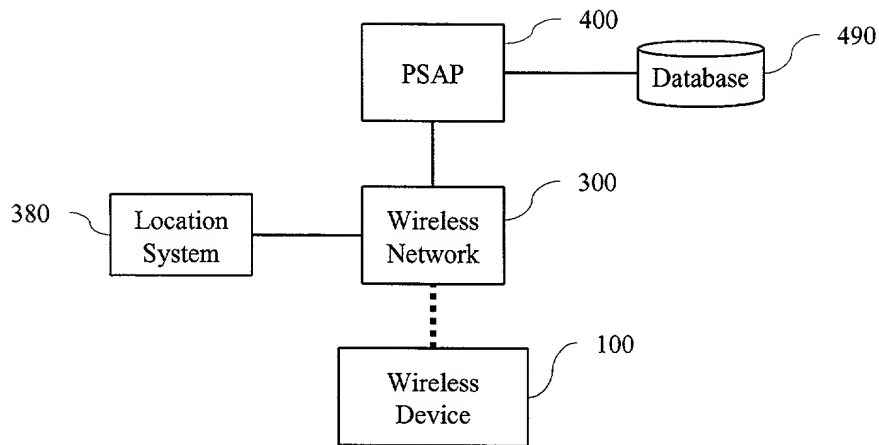 400
490
PSAP
Database
300
380
Location
System
Wireless
Network
100
Wireless
Device